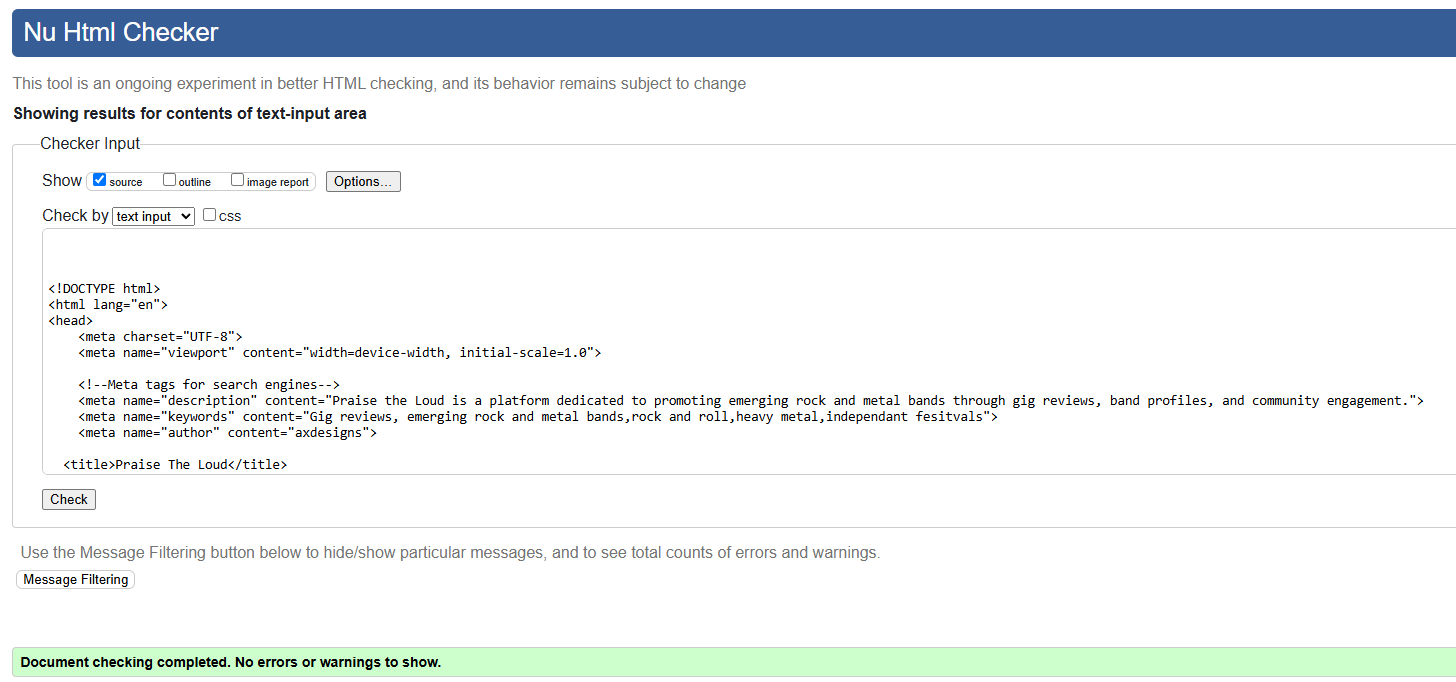 Nu Html Checker
This tool is an ongoing experiment in better HTML checking, and its behavior remains subject to change
Showing results for contents of text-input area
Checker Input
Show source outline image report Options...
Check by text input css
<!DOCTYPE html>
<html lang="en">
<head>
    <meta charset="UTF-8">
    <meta name="viewport" content="width=device-width, initial-scale=1.0">
    <!--Meta tags for search engines-->
    <meta name="description" content="Praise the Loud is a platform dedicated to promoting emerging rock and metal bands through gig reviews, band profiles, and community engagement.">
    <meta name="keywords" content="Gig reviews, emerging rock and metal bands,rock and roll,heavy metal,independant fesitvals">
    <meta name="author" content="axdesigns">
  <title>Praise The Loud</title>
Check
Use the Message Filtering button below to hide/show particular messages, and to see total counts of errors and warnings.
Message Filtering
Document checking completed. No errors or warnings to show.